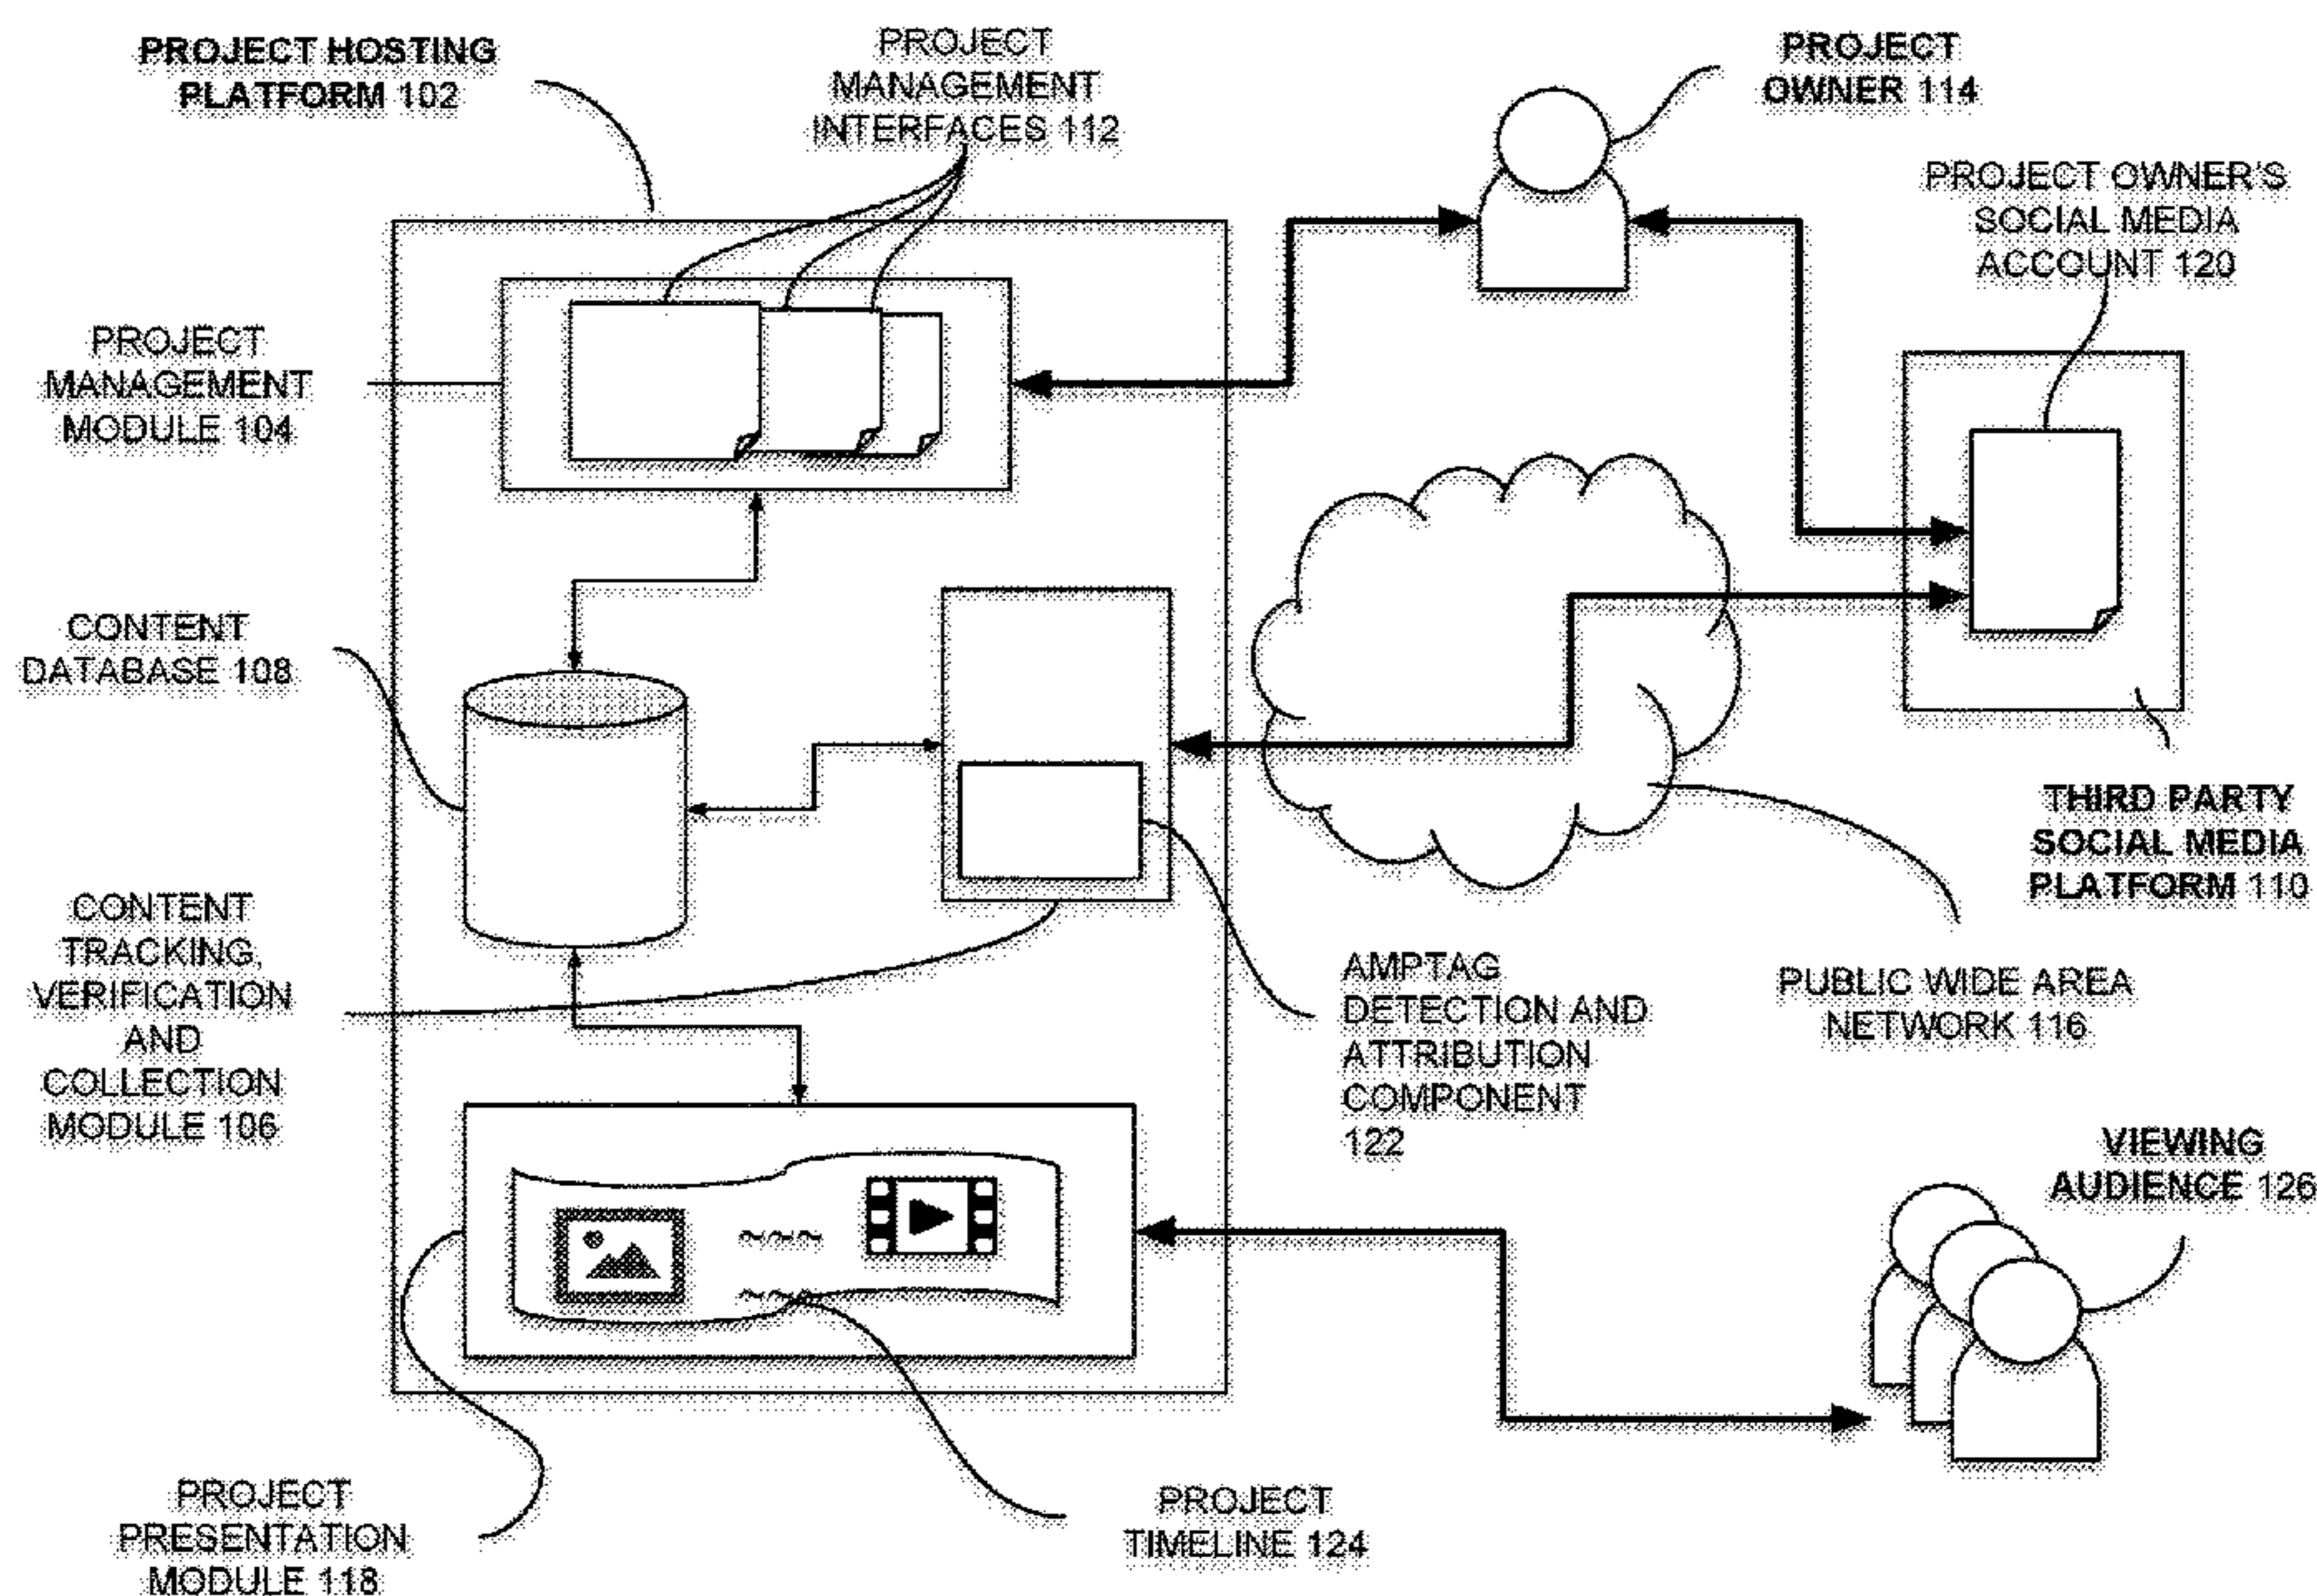 PROJECT HOSTING
PLATFORM 102
PROJECT
MANAGEMENT
INTERFACES 112
PROJECT
OWNER 114
PROJECT OWNER'S
SOCIAL MEDIA
ACCOUNT 120
PROJECT
MANAGEMENT
MODULE 104
CONTENT
DATABASE 108
THIRD PARTY
SOCIAL MEDIA
PLATFORM 110
CONTENT
TRACKING,
VERIFICATION
AND
COLLECTION
MODULE 106
AMPTAG
DETECTION AND
ATTRIBUTION
COMPONENT
122
PUBLIC WIDE AREA
NETWORK 116
VIEWING
AUDIENCE 126
PROJECT
PRESENTATION
MODULE 118
PROJECT
TIMELINE 124